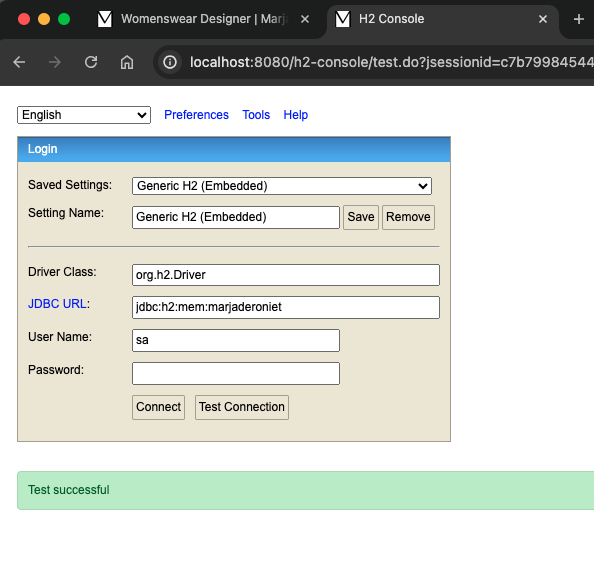 Womenswear Designer | Marj
H2 Console
localhost:8080/h2-console/test.do?jsessionid=c7b79984544
English Preferences Tools Help
Login
Saved Settings: Generic H2 (Embedded)
Setting Name: Generic H2 (Embedded) Save Remove
Driver Class: org.h2.Driver
JDBC URL: jdbc:h2:mem:marjaderoniet
User Name: sa
Password:
Connect Test Connection
Test successful